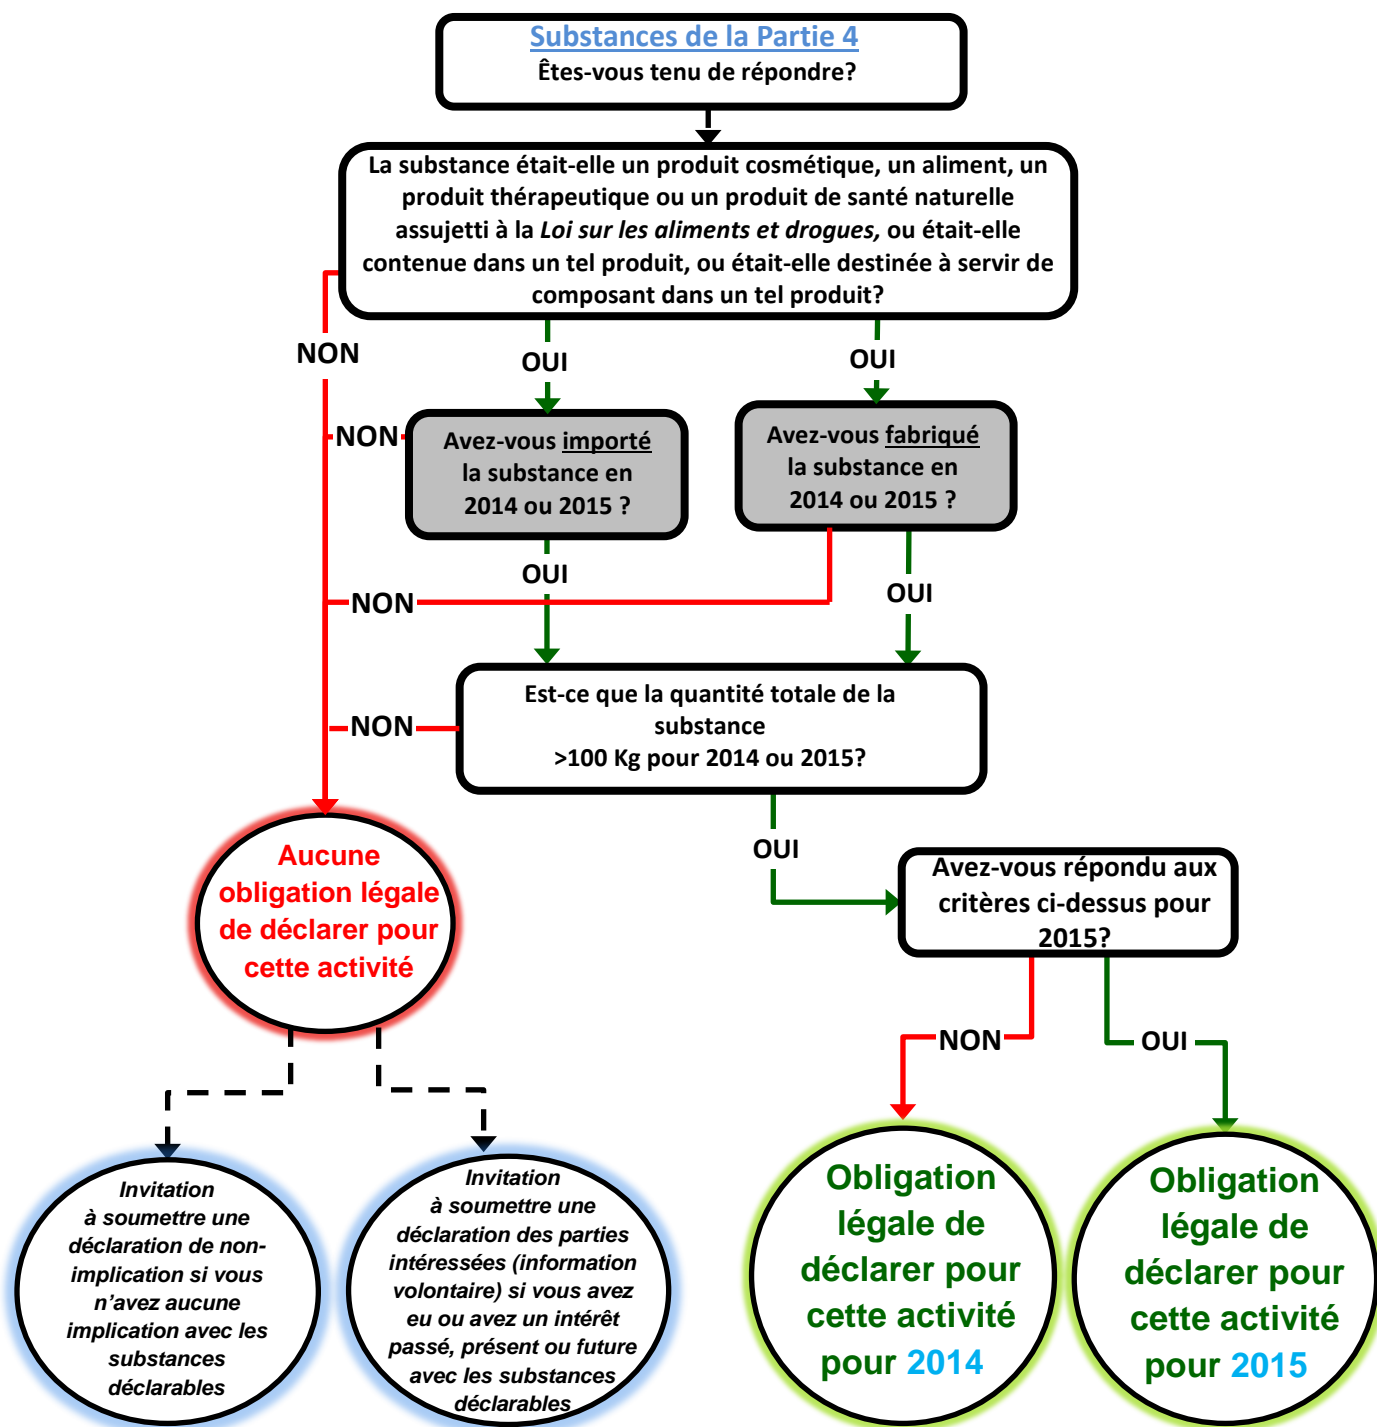 Substances de la Partie 4
Êtes-vous tenu de répondre?
La substance était-elle un produit cosmétique, un aliment, un
produit thérapeutique ou un produit de santé naturelle
assujetti à la Loi sur les aliments et drogues, ou était-elle
contenue dans un tel produit, ou était-elle destinée à servir de
composant dans un tel produit?
NON
OUI
OUI
NON
Avez-vous importé
la substance en
2014 ou 2015 ?
Avez-vous fabriqué
la substance en
2014 ou 2015 ?
OUI
OUI
NON
Est-ce que la quantité totale de la
substance
>100 Kg pour 2014 ou 2015?
NON
OUI
Avez-vous répondu aux
critères ci-dessus pour
2015?
Aucune
obligation légale
de déclarer pour
cette activité
NON
OUI
Invitation
à soumettre une
déclaration de non-
implication si vous
n’avez aucune
implication avec les
substances
déclarables
Invitation
à soumettre une
déclaration des parties
intéressées (information
volontaire) si vous avez
eu ou avez un intérêt
passé, présent ou future
avec les substances
déclarables
Obligation
légale de
déclarer pour
cette activité
pour 2014
Obligation
légale de
déclarer pour
cette activité
pour 2015